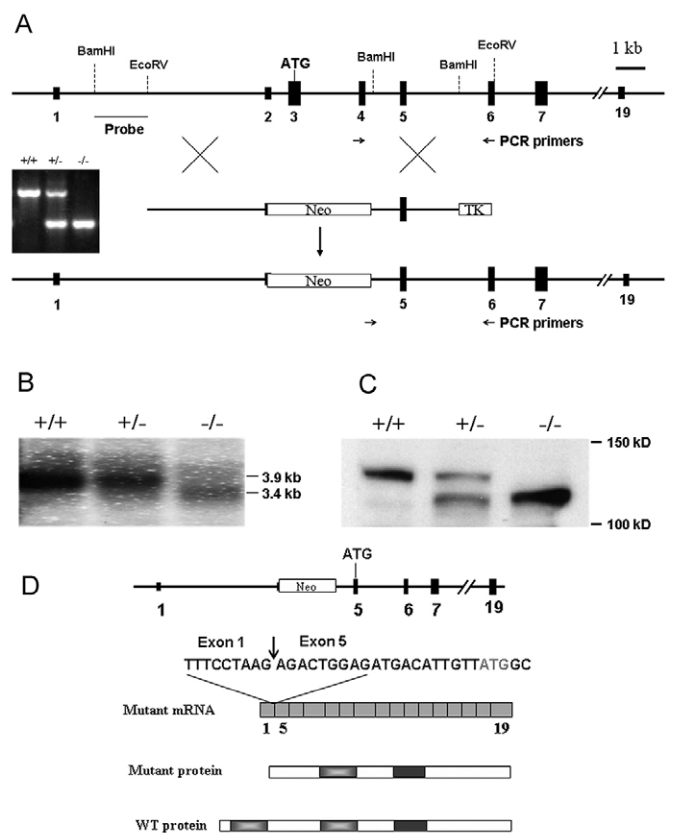 A
BamHI
EcoRV
ATG
BamHI
BamHI
EcoRV
1 kb
1
2
3
4
5
6
7
19
Probe
PCR primers
+/+
+/-
-/-
Neo
TK
Neo
1
5
6
7
19
PCR primers
B
+/+
+/-
-/-
3.9 kb
3.4 kb
C
+/+
+/-
-/-
150 kD
100 kD
D
ATG
Neo
1
5
6
7
19
Exon 1
Exon 5
TTTCCTAAG AGACTGGAGATGACATTGTTATGGC
Mutant mRNA
1 5
19
Mutant protein
WT protein